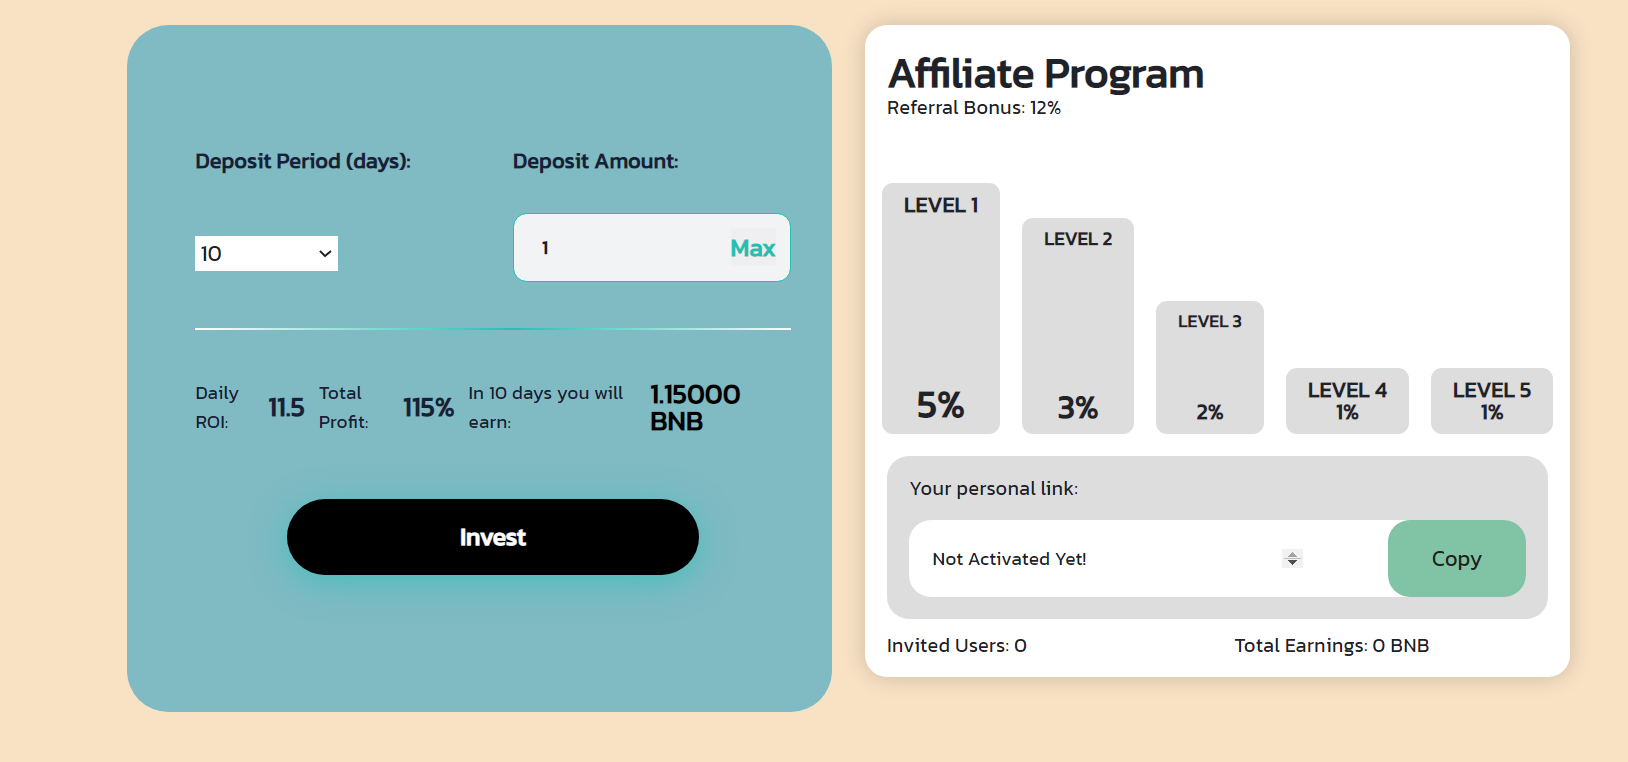 Deposit Period (days):
Deposit Amount:
10
1
Max
Daily
ROI:
11.5
Total
Profit:
115%
In 10 days you will
earn:
1.15000
BNB
Invest
Affiliate Program
Referral Bonus: 12%
LEVEL 1
5%
LEVEL 2
3%
LEVEL 3
2%
LEVEL 4
1%
LEVEL 5
1%
Your personal link:
Not Activated Yet!
Copy
Invited Users: 0
Total Earnings: 0 BNB